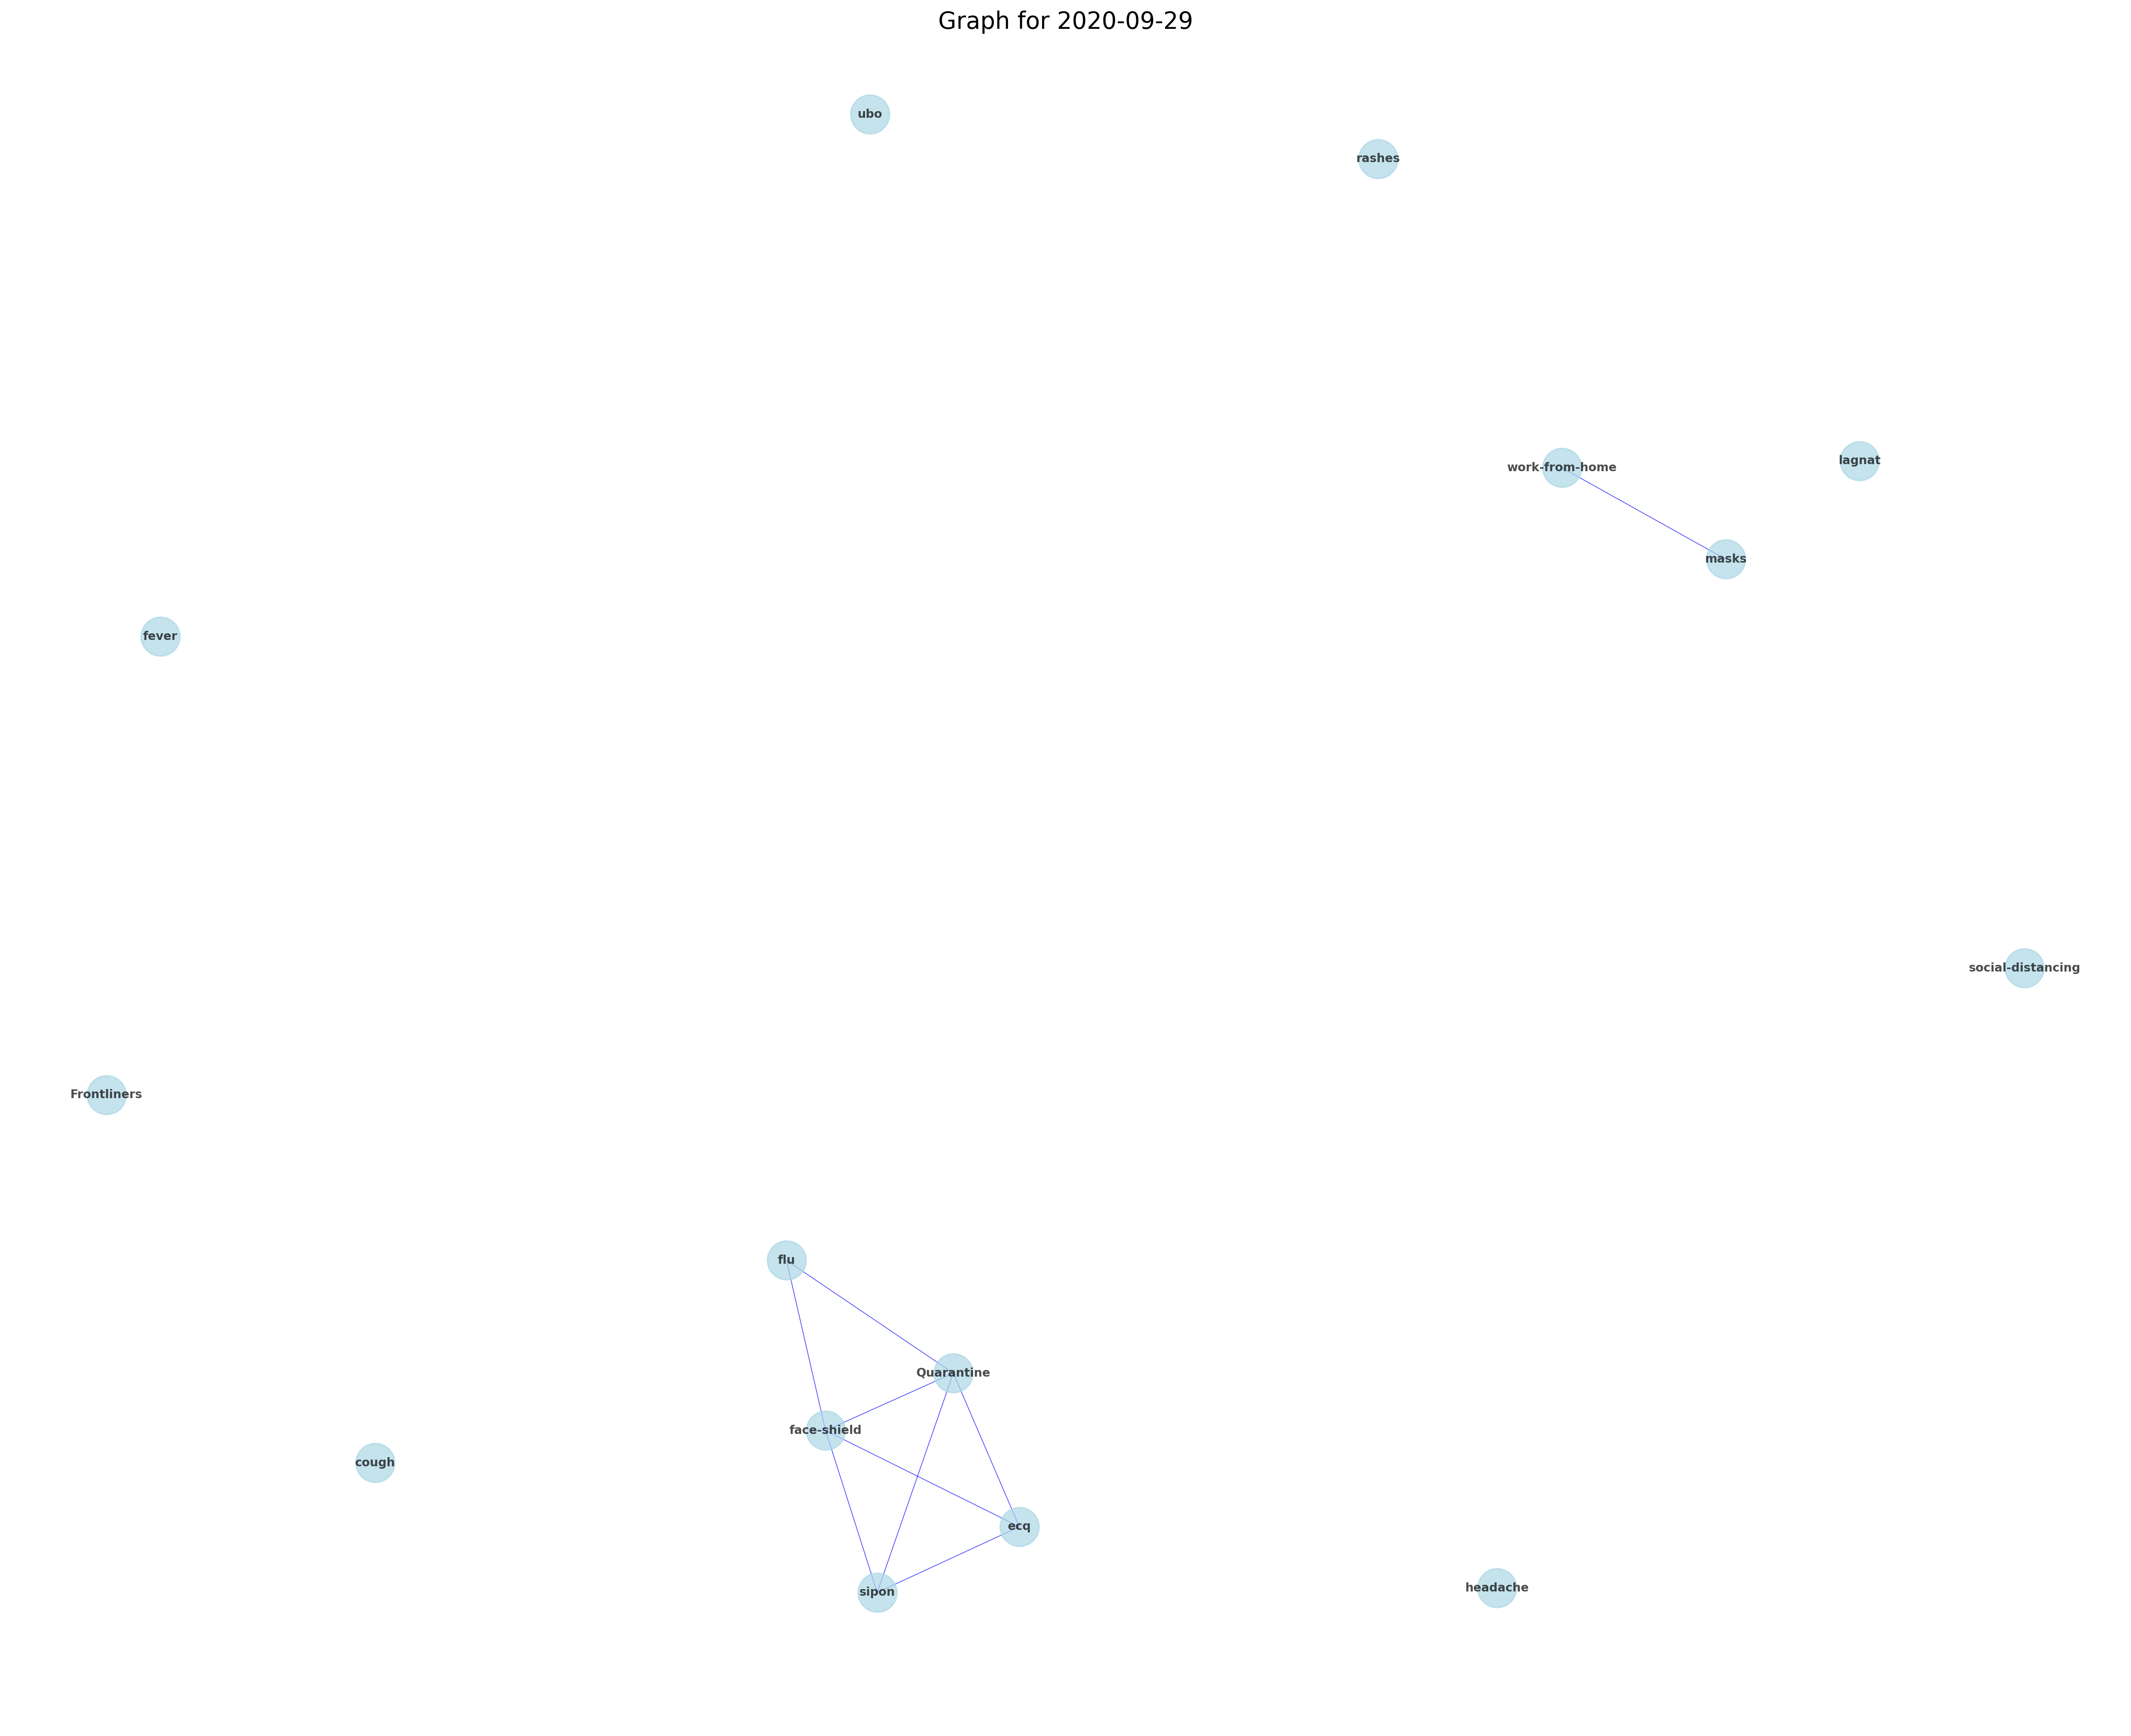 Graph for 2020-09-29
ubo
rashes
lagnat
work-from-home
masks
fever
social-distancing
Frontliners
flu
Quarantine
face-shield
cough
ecq
headache
sipon